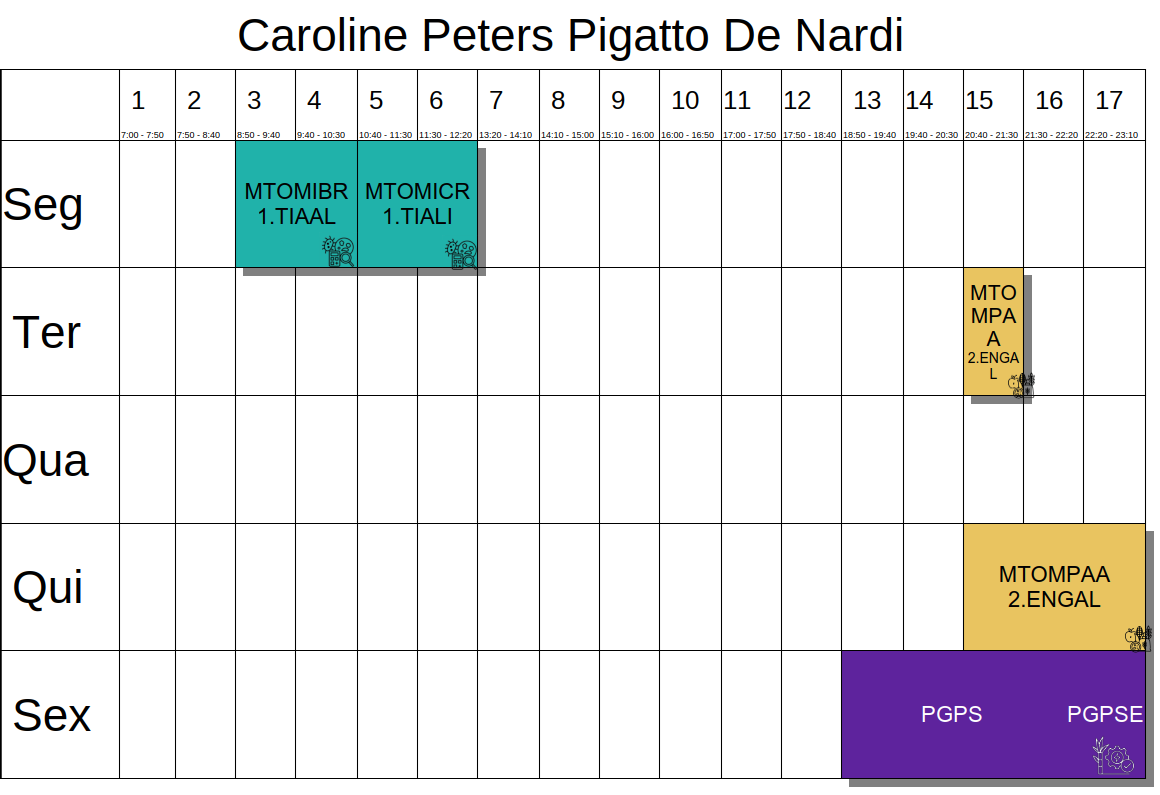 Caroline Peters Pigatto De Nardi
1 2 3 4 5 6 7 8 9 10 11 12 13 14 15 16 17
7:00 - 7:50 7:50 - 8:40 8:50 - 9:40 9:40 - 10:30 10:40 - 11:30 11:30 - 12:20 13:20 - 14:10 14:10 - 15:00 15:10 - 16:00 16:00 - 16:50 17:00 - 17:50 17:50 - 18:40 18:50 - 19:40 19:40 - 20:30 20:40 - 21:30 21:30 - 22:20 22:20 - 23:10
Seg
MTOMIBR
1.TIAAL
MTOMICR
1.TIALI
Ter
MTO
MPA
A
2.ENGA
L
Qua
Qui
MTOMPAA
2.ENGAL
Sex
PGPS PGPSE